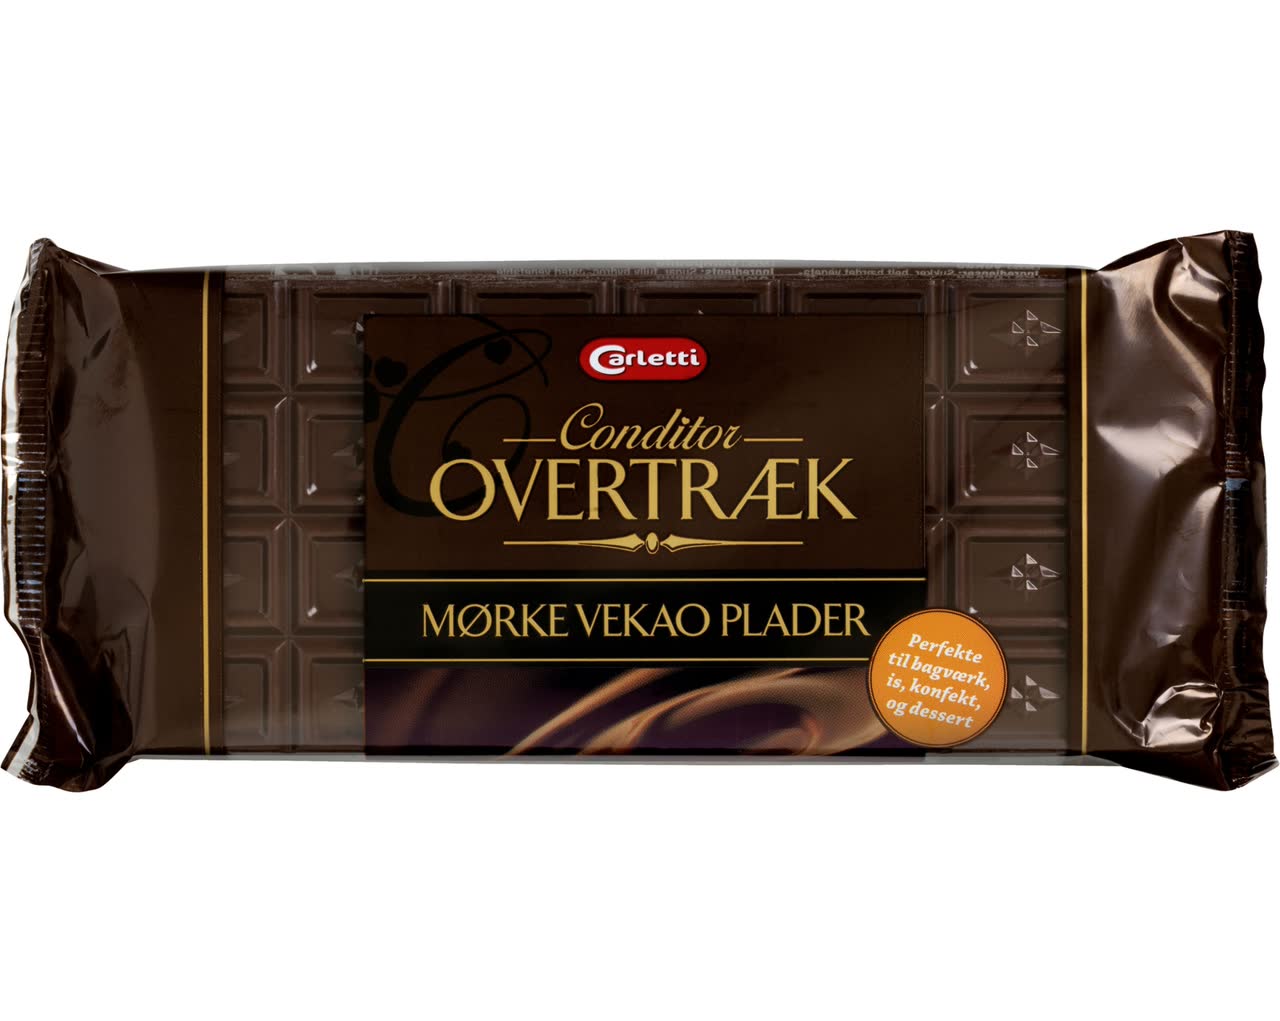 Carletti
Conditor
OVERTRÆK
MØRKE VEKAO PLADER
Perfekte
til bagværk,
is, konfekt,
og dessert